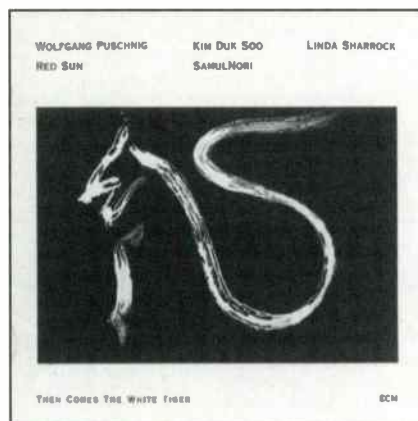 WOLFGANG PUSCHNIG KIM DUK SOO LINDA SHARROCK
RED SUN SAMULNORI
THEN COMES THE WHITE TIGER ECM